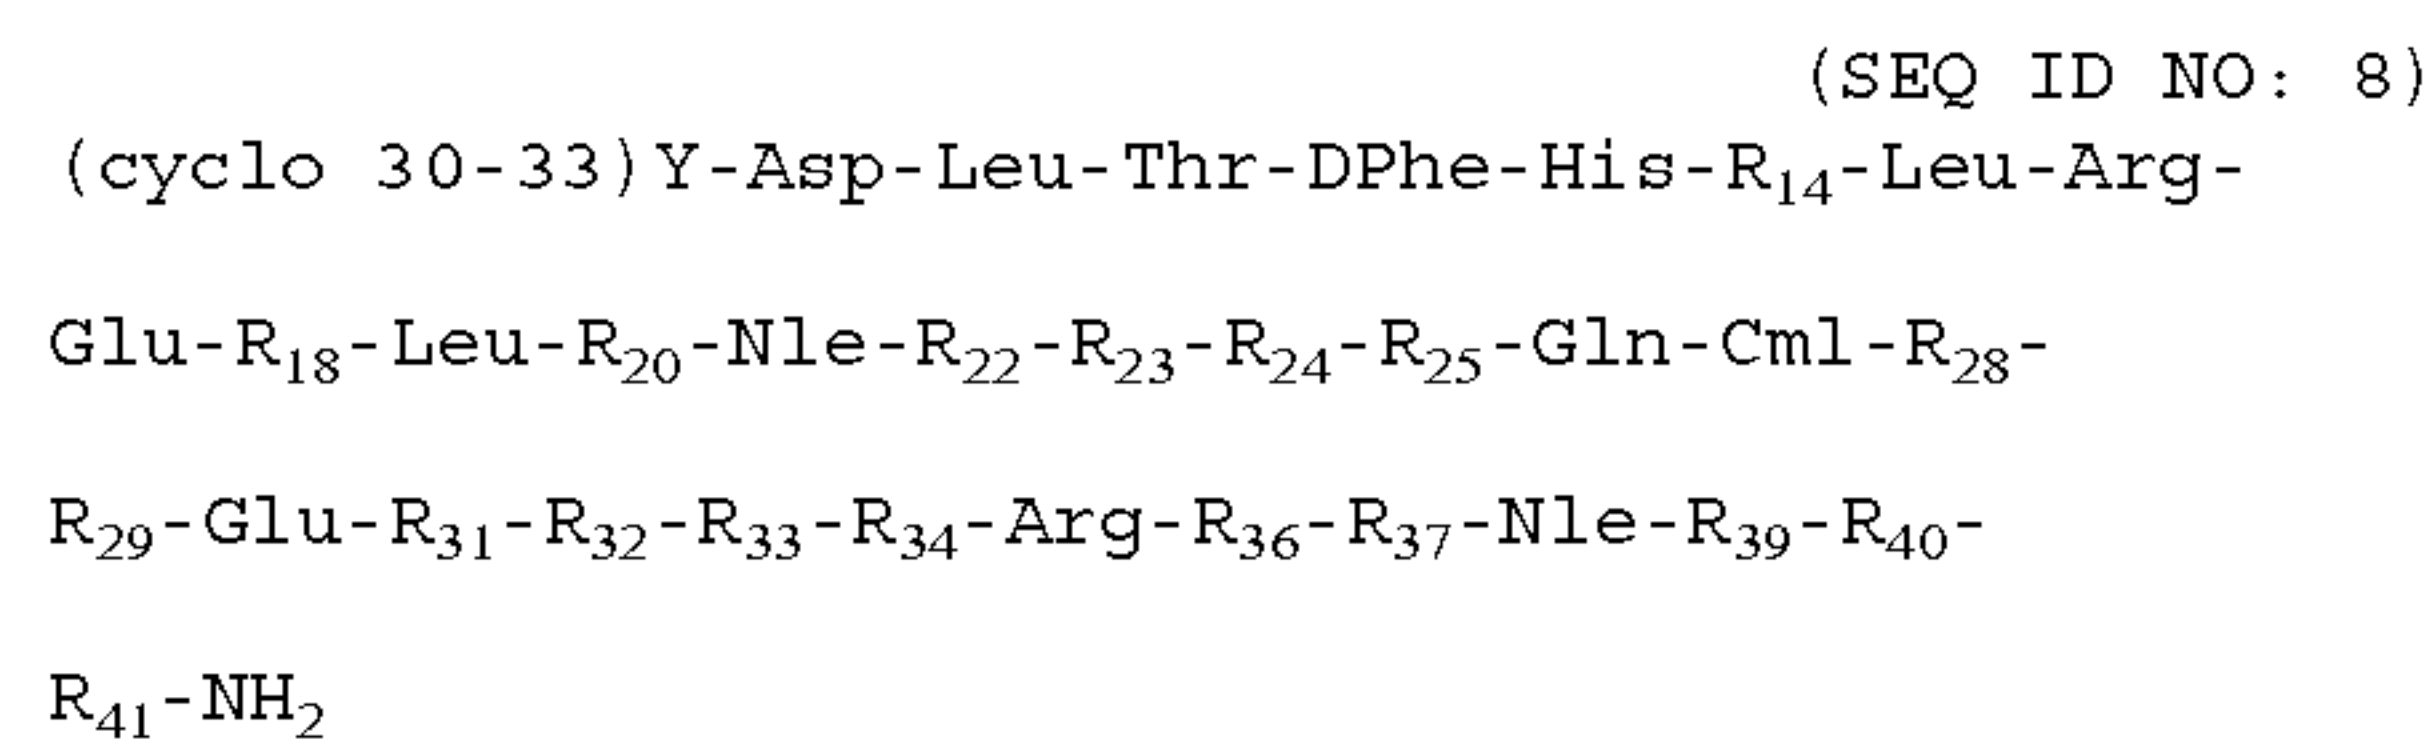 (SEQ ID NO: 8)
(cyclo 30-33)Y-Asp-Leu-Thr-DPhe-His-R₁₄-Leu-Arg-
Glu-R₁₈-Leu-R₂₀-Nle-R₂₂-R₂₃-R₂₄-R₂₅-Gln-Cml-R₂₈-
R₂₉-Glu-R₃₁-R₃₂-R₃₃-R₃₄-Arg-R₃₆-R₃₇-Nle-R₃₉-R₄₀-
R₄₁-NH₂